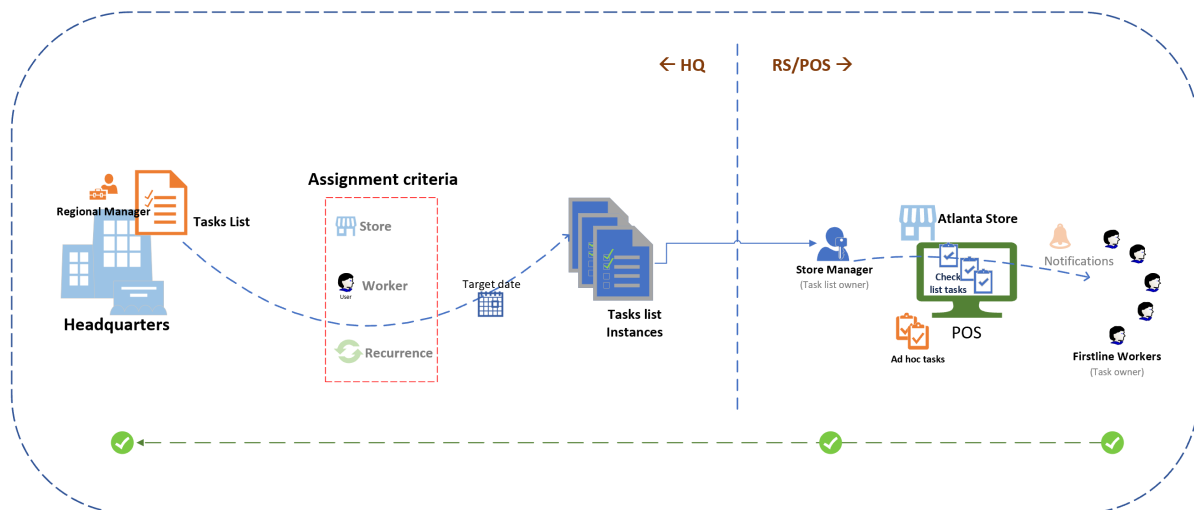 ← HQ
RS/POS →
Regional Manager
Tasks List
Headquarters
Assignment criteria
Store
Worker
User
Recurrence
Target date
Tasks list
Instances
Store Manager
(Task list owner)
Atlanta Store
Check
list tasks
POS
Ad hoc tasks
Notifications
Firstline Workers
(Task owner)